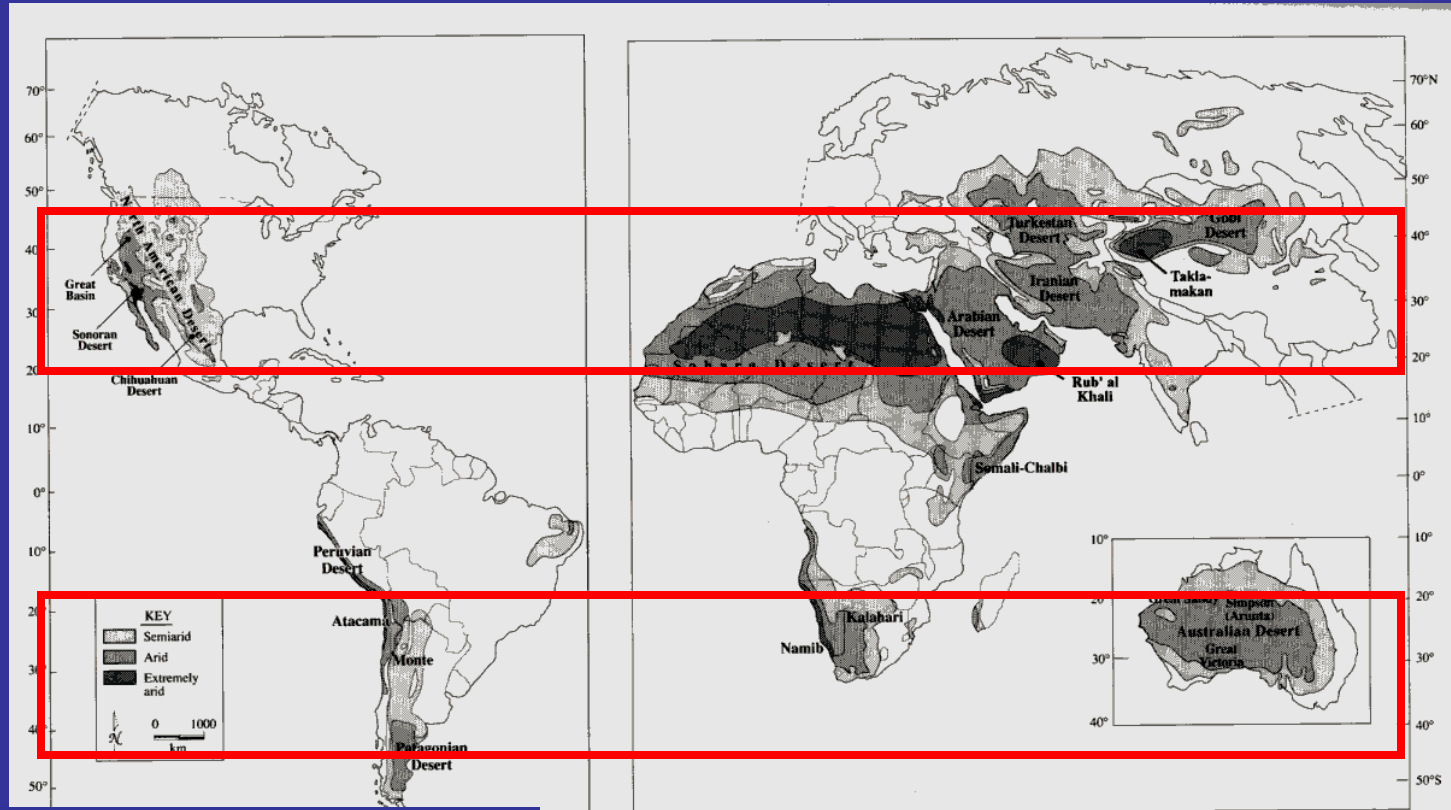 70°
60°
50°
40°
30°
20°
10°
0°
10°
20°
30°
40°
50°
North American Desert
Great
Basin
Sonoran
Desert
Chihuahuan
Desert
Peruvian
Desert
Atacama
Monte
Patagonian
Desert
KEY
Semiarid
Arid
Extremely
arid
N
0 1000
km
Sahara Desert
Arabian
Desert
Turkestan
Desert
Iranian
Desert
Gobi
Desert
Takla-
makan
Rub' al
Khali
Somali-Chalbi
Namib
Kalahari
10°
20°
30°
40°
Great Sandy
Simpson
(Arunta)
Australian Desert
Great
Victoria
70°N
60°
50°
40°
30°
20°
10°
0°
10°
20°
30°
40°
50°S